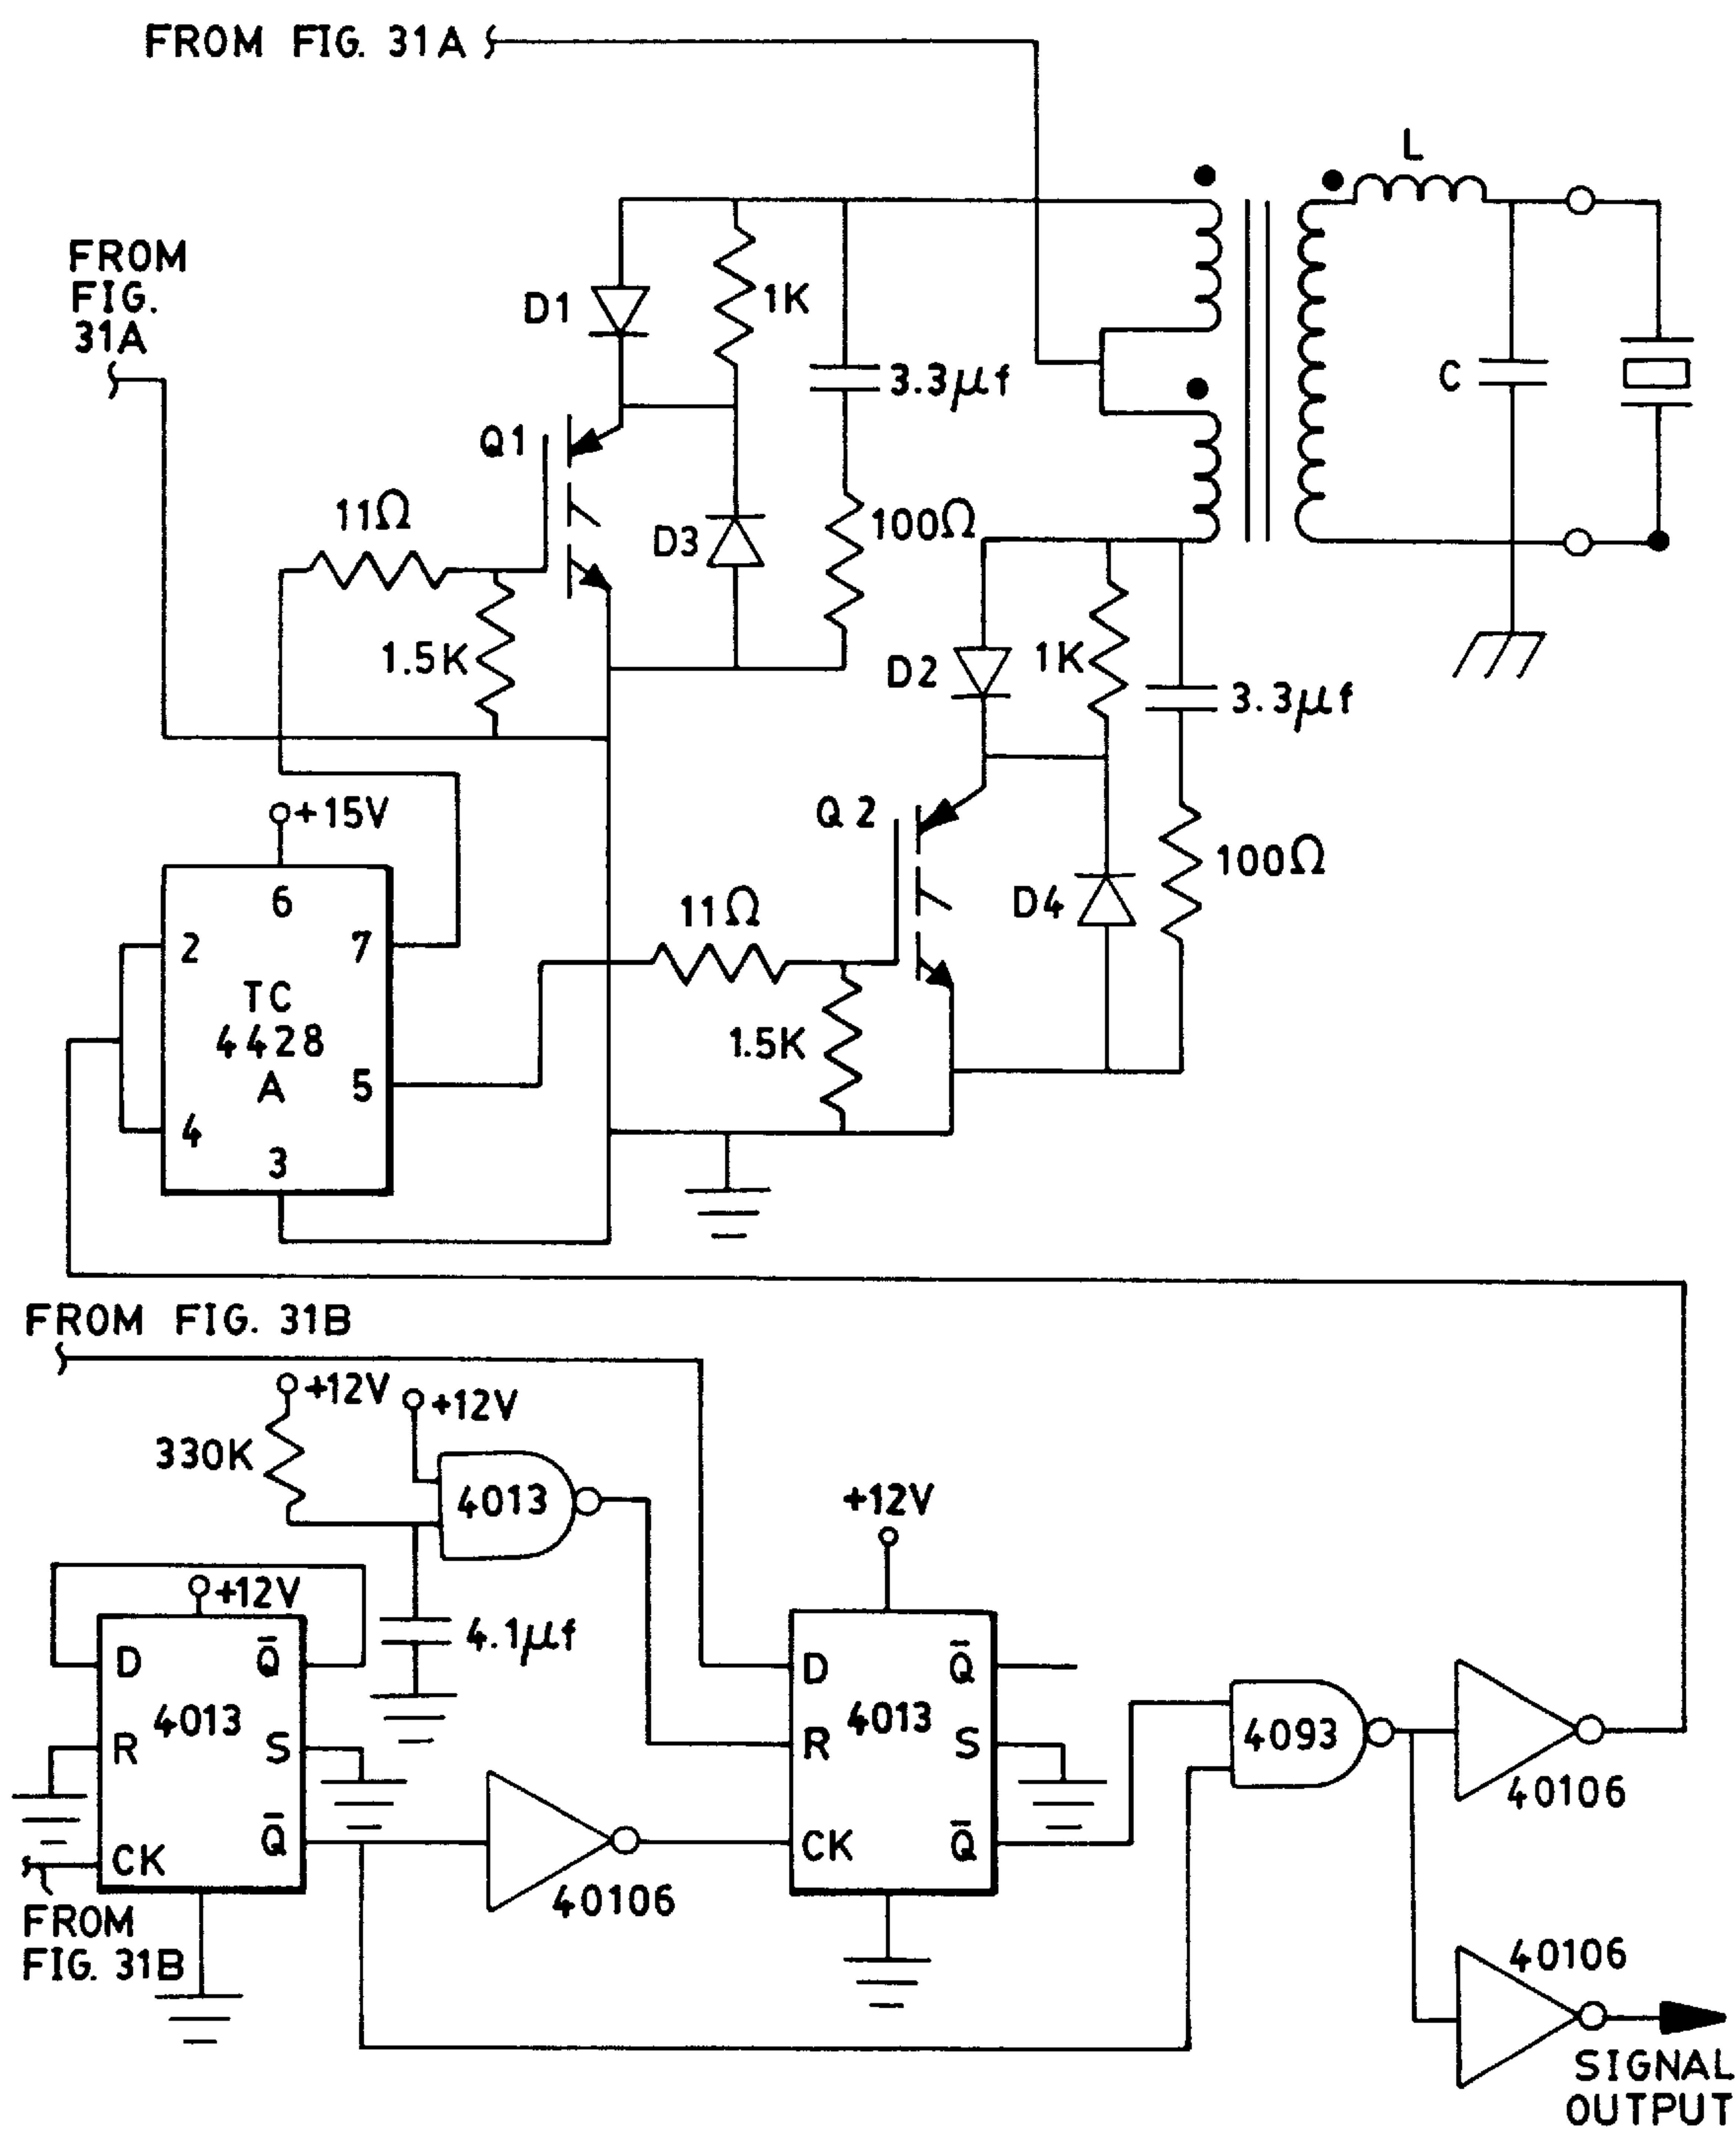 FROM FIG. 31A
L
FROM
FIG.
31A
D1
1K
3.3μf
C
Q1
11Ω
D3
100Ω
1.5K
D2
1K
3.3μf
+15V
Q2
100Ω
6
11Ω
D4
2
7
TC
4428
A
1.5K
5
4
3
FROM FIG. 31B
+12V
+12V
330K
4013
+12V
+12V
4.1μf
D
Q̅
D
Q̅
4013
4013
R
S
R
S
4093
40106
Q̅
CK
CK
Q̅
40106
FROM
FIG. 31B
40106
SIGNAL
OUTPUT